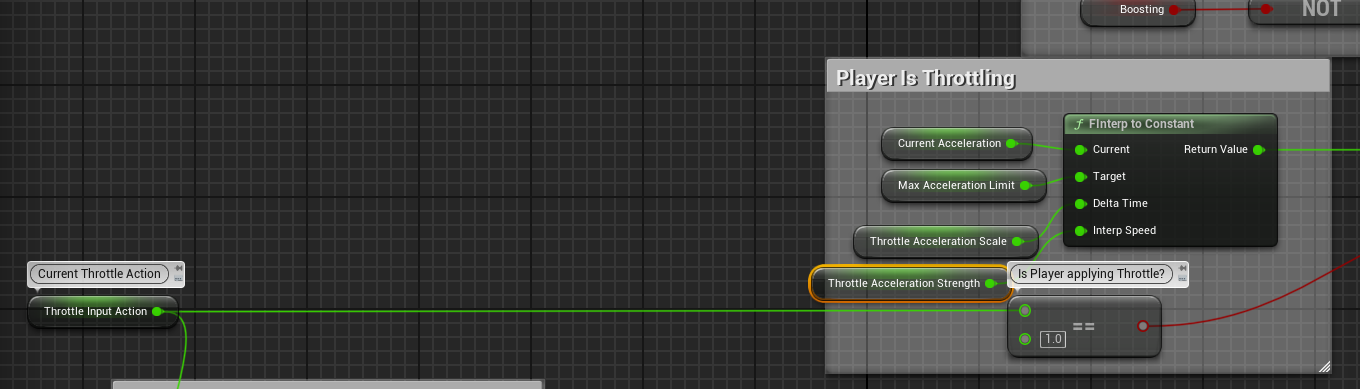 Boosting
NOT
Player Is Throttling
f FInterp to Constant
Current Acceleration
Current
Return Value
Max Acceleration Limit
Target
Delta Time
Throttle Acceleration Scale
Interp Speed
Current Throttle Action
Is Player applying Throttle?
Throttle Acceleration Strength
Throttle Input Action
==
1.0